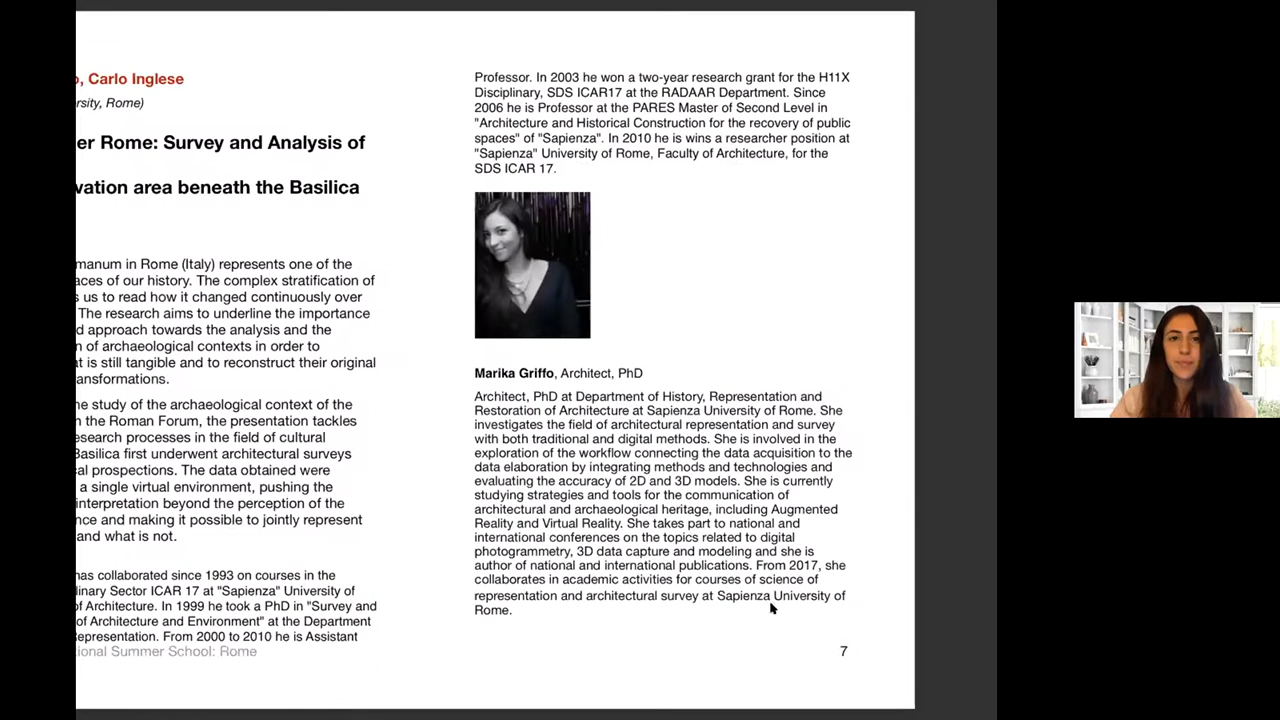 , Carlo Inglese
rsity, Rome)
er Rome: Survey and Analysis of
vation area beneath the Basilica
manum in Rome (Italy) represents one of the
aces of our history. The complex stratification of
s us to read how it changed continuously over
The research aims to underline the importance
d approach towards the analysis and the
n of archaeological contexts in order to
at is still tangible and to reconstruct their original
ansformations.
he study of the archaeological context of the
n the Roman Forum, the presentation tackles
esearch processes in the field of cultural
Basilica first underwent architectural surveys
cal prospections. The data obtained were
a single virtual environment, pushing the
interpretation beyond the perception of the
nce and making it possible to jointly represent
and what is not.
has collaborated since 1993 on courses in the
linary Sector ICAR 17 at "Sapienza" University of
of Architecture. In 1999 he took a PhD in "Survey and
of Architecture and Environment" at the Department
Representation. From 2000 to 2010 he is Assistant
tional Summer School: Rome
Professor. In 2003 he won a two-year research grant for the H11X
Disciplinary, SDS ICAR17 at the RADAAR Department. Since
2006 he is Professor at the PARES Master of Second Level in
"Architecture and Historical Construction for the recovery of public
spaces" of "Sapienza". In 2010 he is wins a researcher position at
"Sapienza" University of Rome, Faculty of Architecture, for the
SDS ICAR 17.
Marika Griffo, Architect, PhD
Architect, PhD at Department of History, Representation and
Restoration of Architecture at Sapienza University of Rome. She
investigates the field of architectural representation and survey
with both traditional and digital methods. She is involved in the
exploration of the workflow connecting the data acquisition to the
data elaboration by integrating methods and technologies and
evaluating the accuracy of 2D and 3D models. She is currently
studying strategies and tools for the communication of
architectural and archaeological heritage, including Augmented
Reality and Virtual Reality. She takes part to national and
international conferences on the topics related to digital
photogrammetry, 3D data capture and modeling and she is
author of national and international publications. From 2017, she
collaborates in academic activities for courses of science of
representation and architectural survey at Sapienza University of
Rome.
7